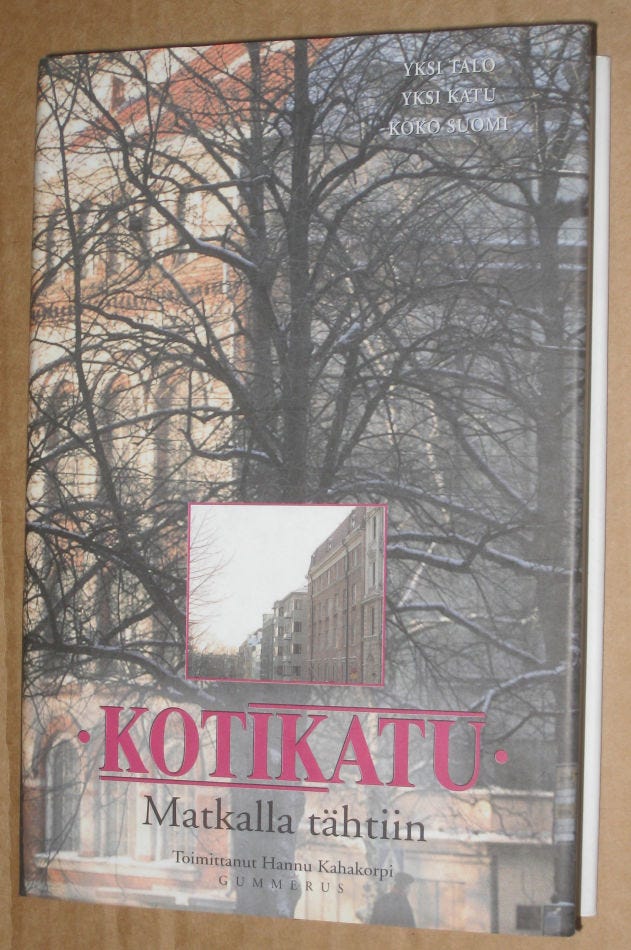 YKSI TALO
YKSI KATU
KOKO SUOMI
·KOTIKATU·
Matkalla tähtiin
Toimittanut Hannu Kahakorpi
GUMMERUS